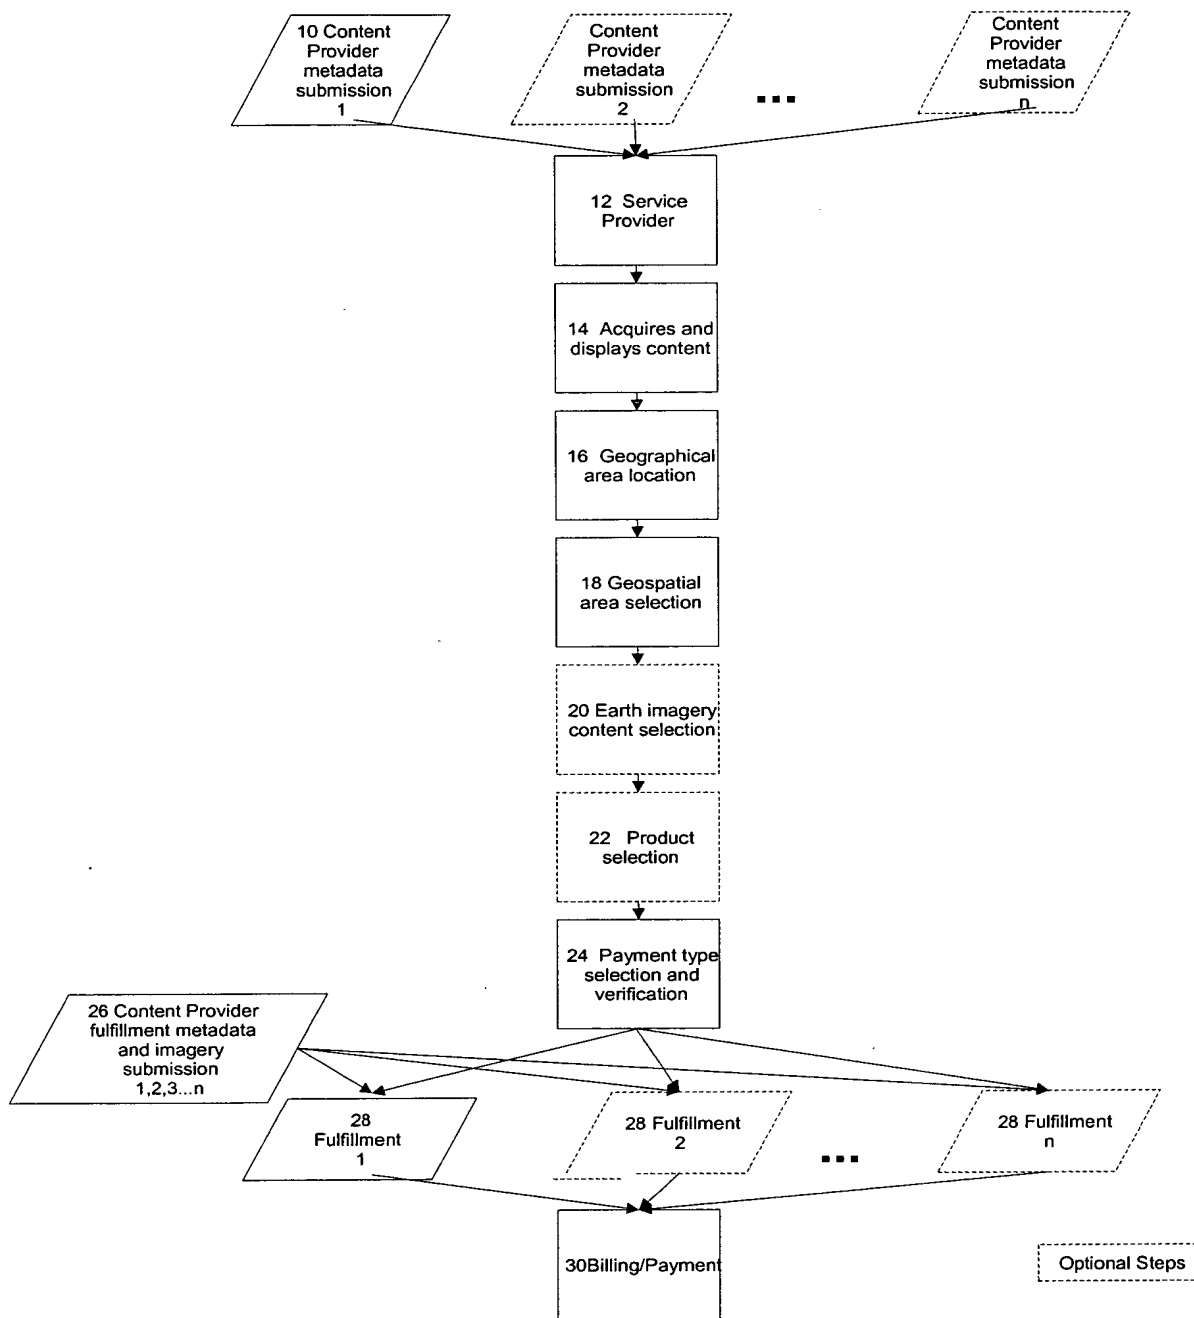 10 Content
Provider
metadata
submission
1
Content
Provider
metadata
submission
2
Content
Provider
metadata
submission
n
12 Service
Provider
14 Acquires and
displays content
16 Geographical
area location
18 Geospatial
area selection
20 Earth imagery
content selection
22 Product
selection
24 Payment type
selection and
verification
26 Content Provider
fulfillment metadata
and imagery
submission
1,2,3...n
28
Fulfillment
1
28 Fulfillment
2
28 Fulfillment
n
30Billing/Payment
Optional Steps